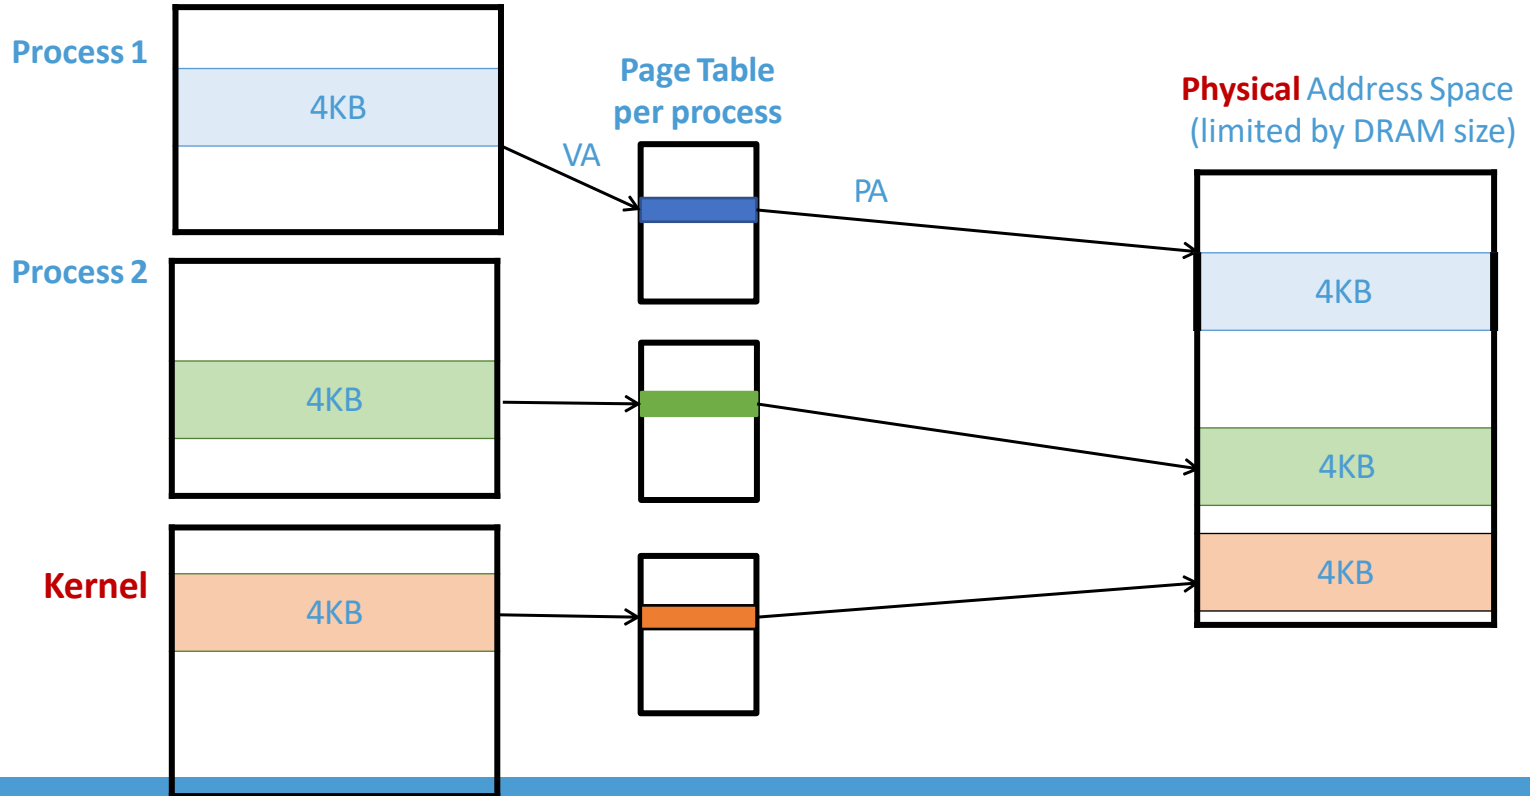 Process 1
4KB
Page Table
per process
VA
PA
Physical Address Space
(limited by DRAM size)
4KB
Process 2
4KB
4KB
Kernel
4KB
4KB